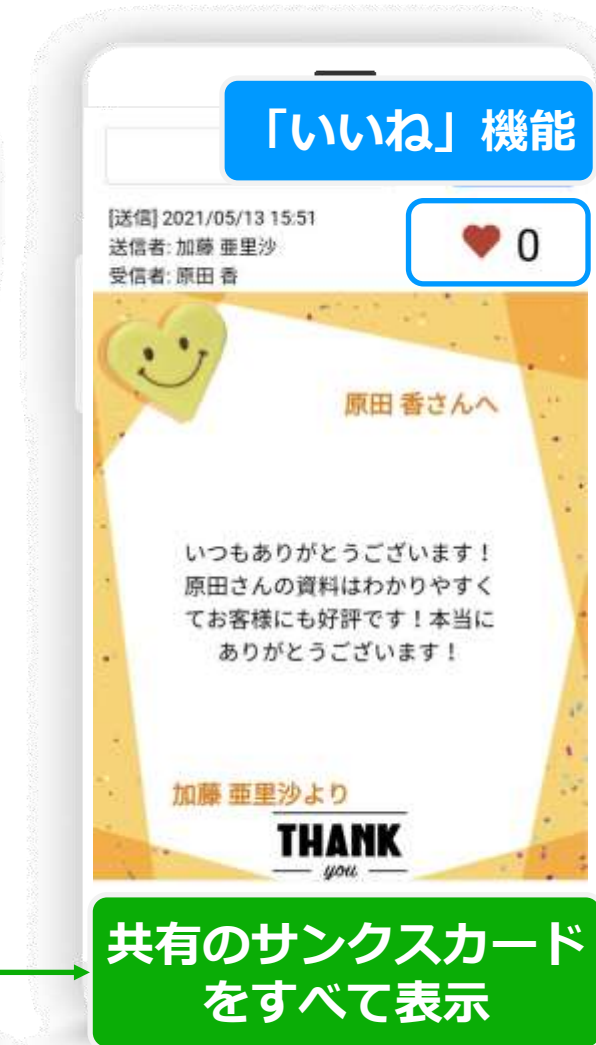 「いいね」機能
[送信] 2021/05/13 15:51
送信者: 加藤 亜里沙
受信者: 原田 香
0
原田 香さんへ
いつもありがとうございます！
原田さんの資料はわかりやすく
てお客様にも好評です！本当に
ありがとうございます！
加藤 亜里沙より
THANK
you
共有のサンクスカード
をすべて表示